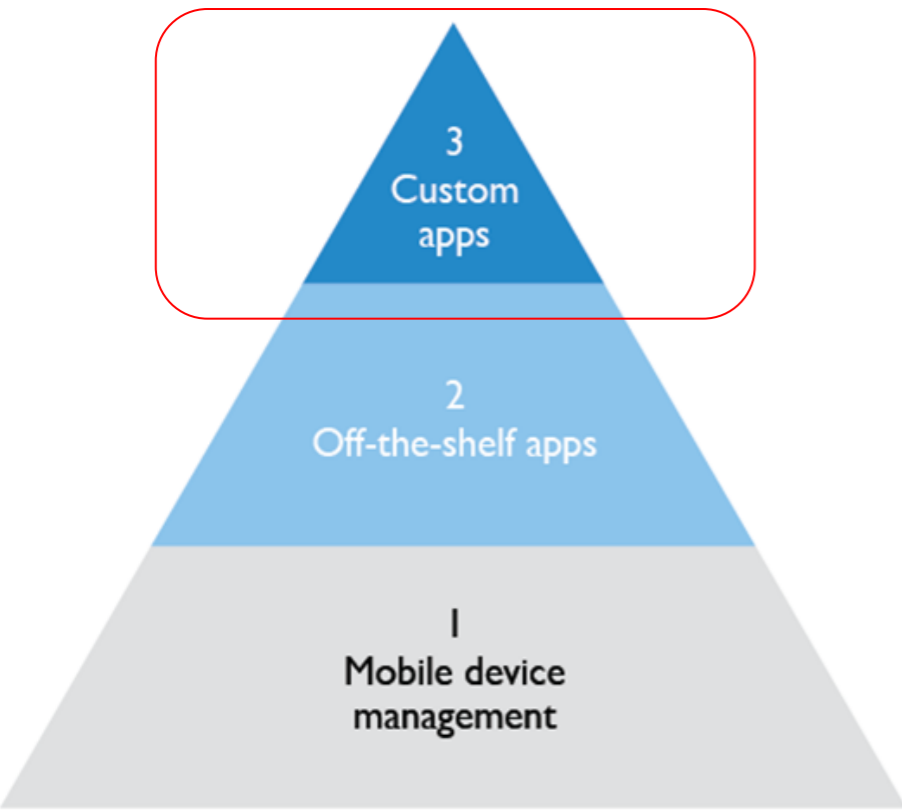 3
Custom
apps
2
Off-the-shelf apps
1
Mobile device
management